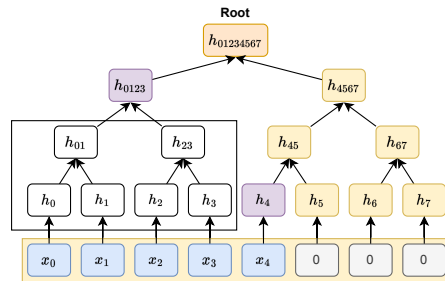 Root
h₀₁₂₃₄₅₆₇
h₀₁₂₃ h₄₅₆₇
h₀₁ h₂₃ h₄₅ h₆₇
h₀ h₁ h₂ h₃ h₄ h₅ h₆ h₇
x₀ x₁ x₂ x₃ x₄ 0 0 0